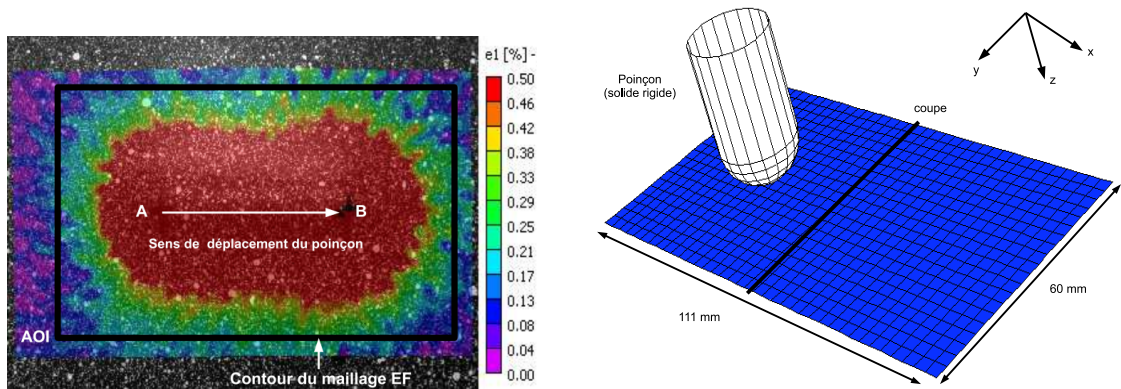 e1 [%] -
0.50
0.46
0.42
0.38
0.33
0.29
0.25
0.21
0.17
0.13
0.08
0.04
0.00
A
B
Sens de déplacement du poinçon
AOI
Contour du maillage EF
Poinçon
(solide rigide)
coupe
x
y
z
111 mm
60 mm